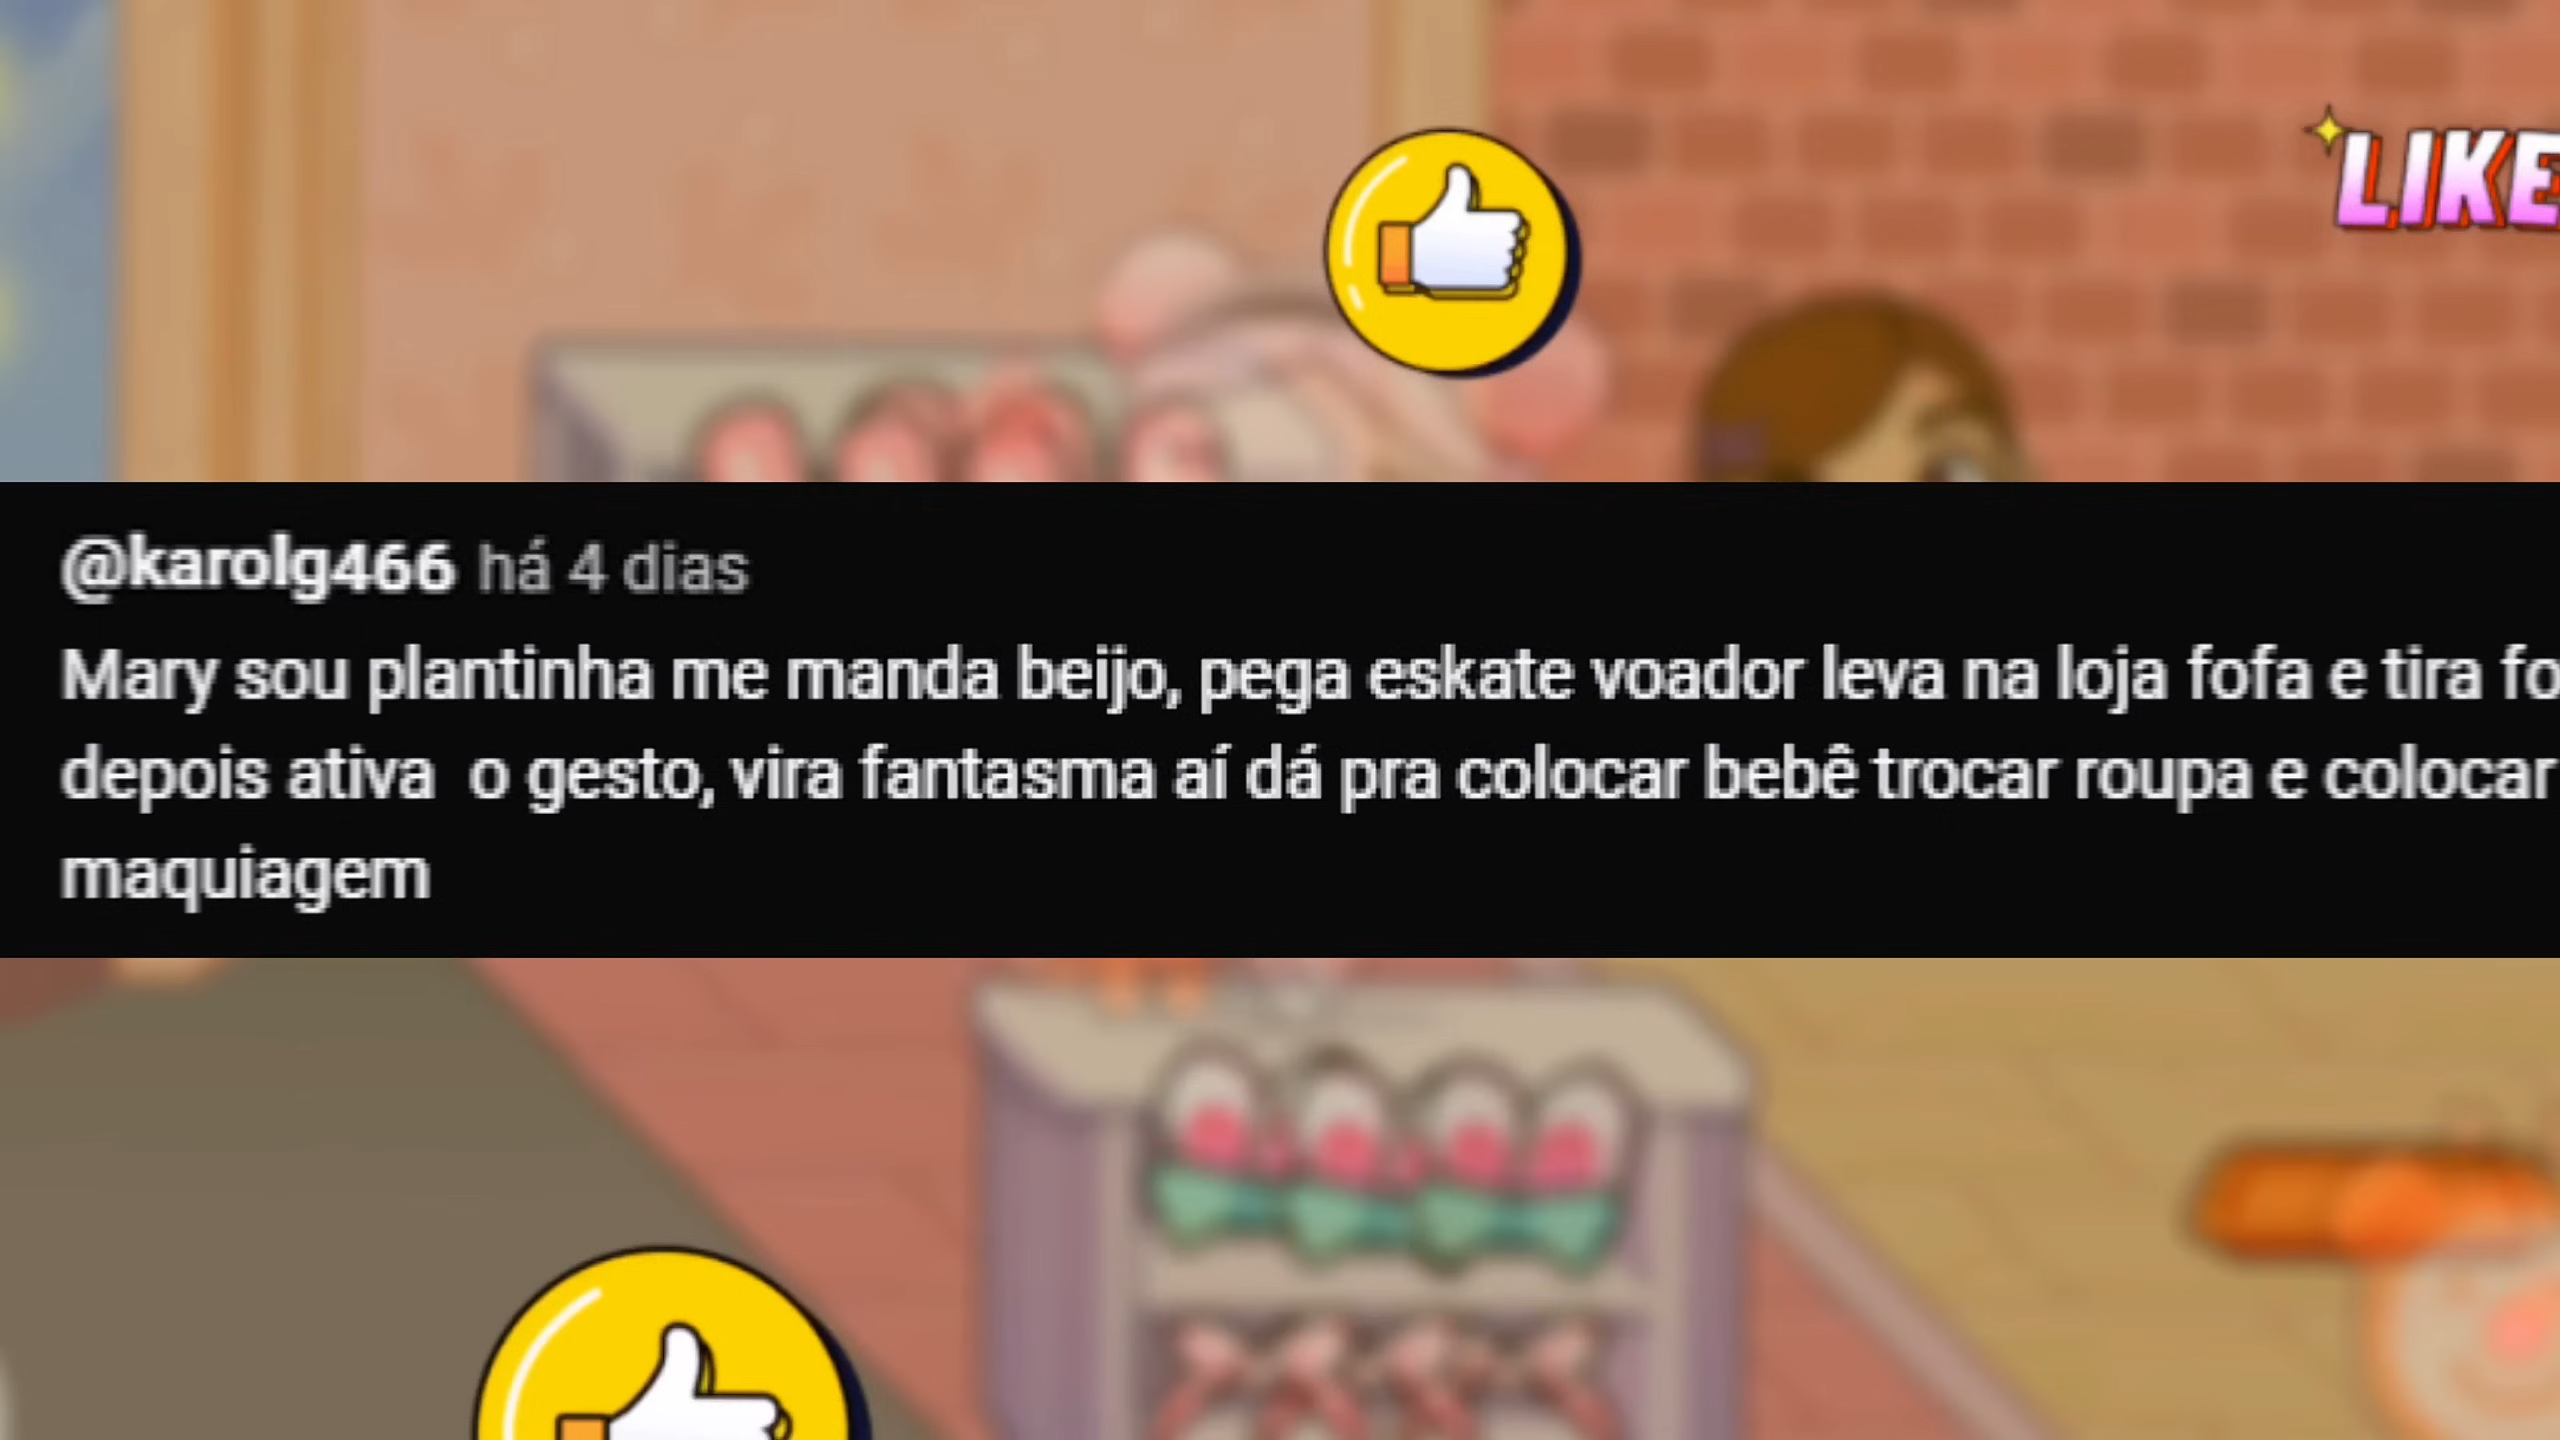 LIKE
@karolg466 há 4 dias
Mary sou plantinha me manda beijo, pega eskate voador leva na loja fofa e tira fo
depois ativa o gesto, vira fantasma aí dá pra colocar bebê trocar roupa e colocar
maquiagem